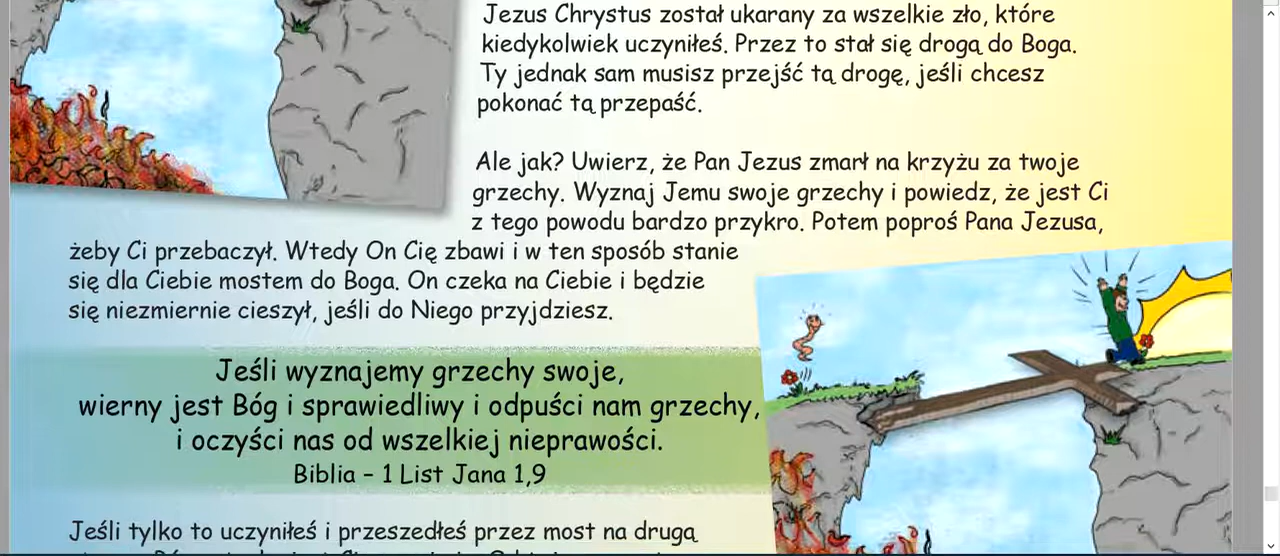 Jezus Chrystus został ukarany za wszelkie zło, które
kiedykolwiek uczyniłeś. Przez to stał się drogą do Boga.
Ty jednak sam musisz przejść tą drogę, jeśli chcesz
pokonać tą przepaść.
Ale jak? Uwierz, że Pan Jezus zmarł na krzyżu za twoje
grzechy. Wyznaj Jemu swoje grzechy i powiedz, że jest Ci
z tego powodu bardzo przykro. Potem poproś Pana Jezusa,
żeby Ci przebaczył. Wtedy On Cię zbawi i w ten sposób stanie
się dla Ciebie mostem do Boga. On czeka na Ciebie i będzie
się niezmiernie cieszył, jeśli do Niego przyjdziesz.
Jeśli wyznajemy grzechy swoje,
wierny jest Bóg i sprawiedliwy i odpuści nam grzechy,
i oczyści nas od wszelkiej nieprawości.
Biblia – 1 List Jana 1,9
Jeśli tylko to uczyniłeś i przeszedłeś przez most na drugą